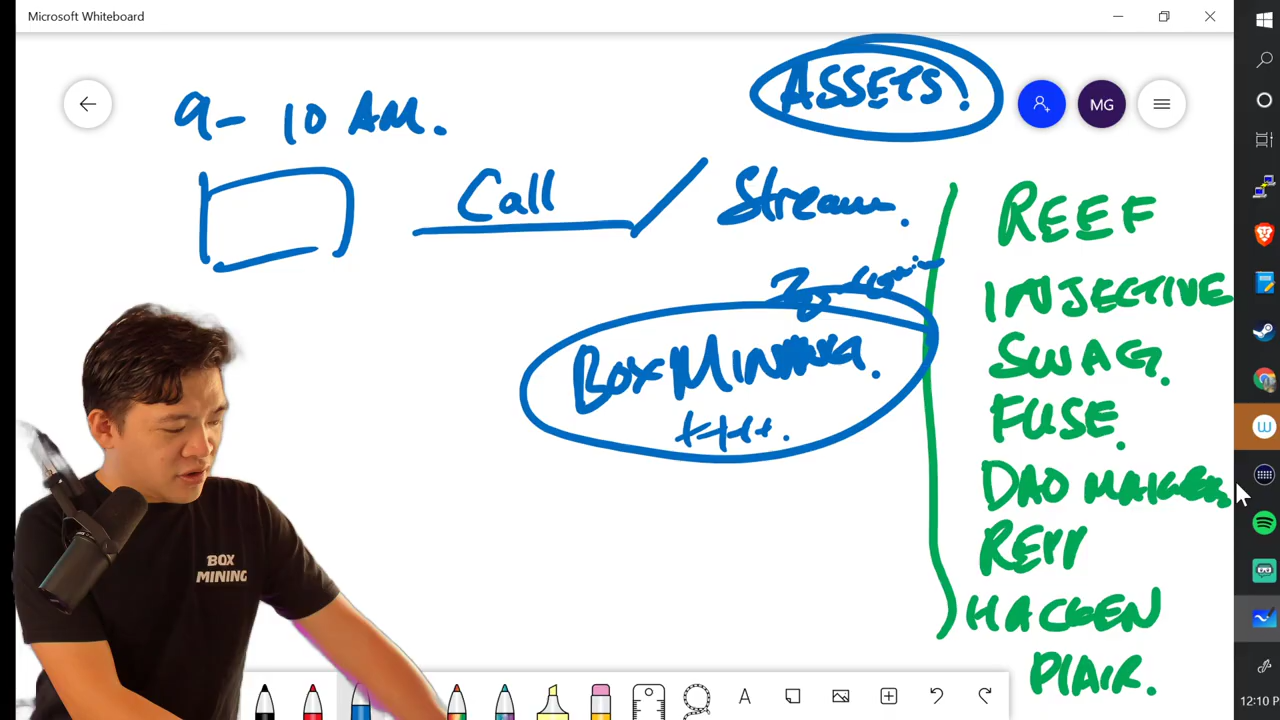 Microsoft Whiteboard
ASSETS!
MG
9- 10 AM.
Call
Stream.
REEF
INJECTIVE
BOXMINING.
++++.
SWAG.
FUSE.
DAO MAKER
HACKEN
PlAIR.
BOX
MINING
A
12:10 P